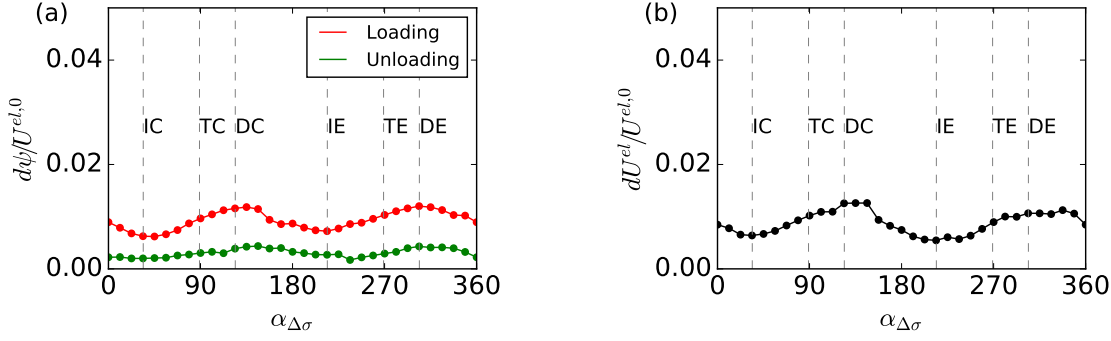 (a)
Loading
Unloading
0.04
0.02
0.00
IC TC DC IE TE DE
dψ/U^{el,0}
0 90 180 270 360
α_{Δσ}
(b)
0.04
0.02
0.00
IC TC DC IE TE DE
dU^{el}/U^{el,0}
0 90 180 270 360
α_{Δσ}